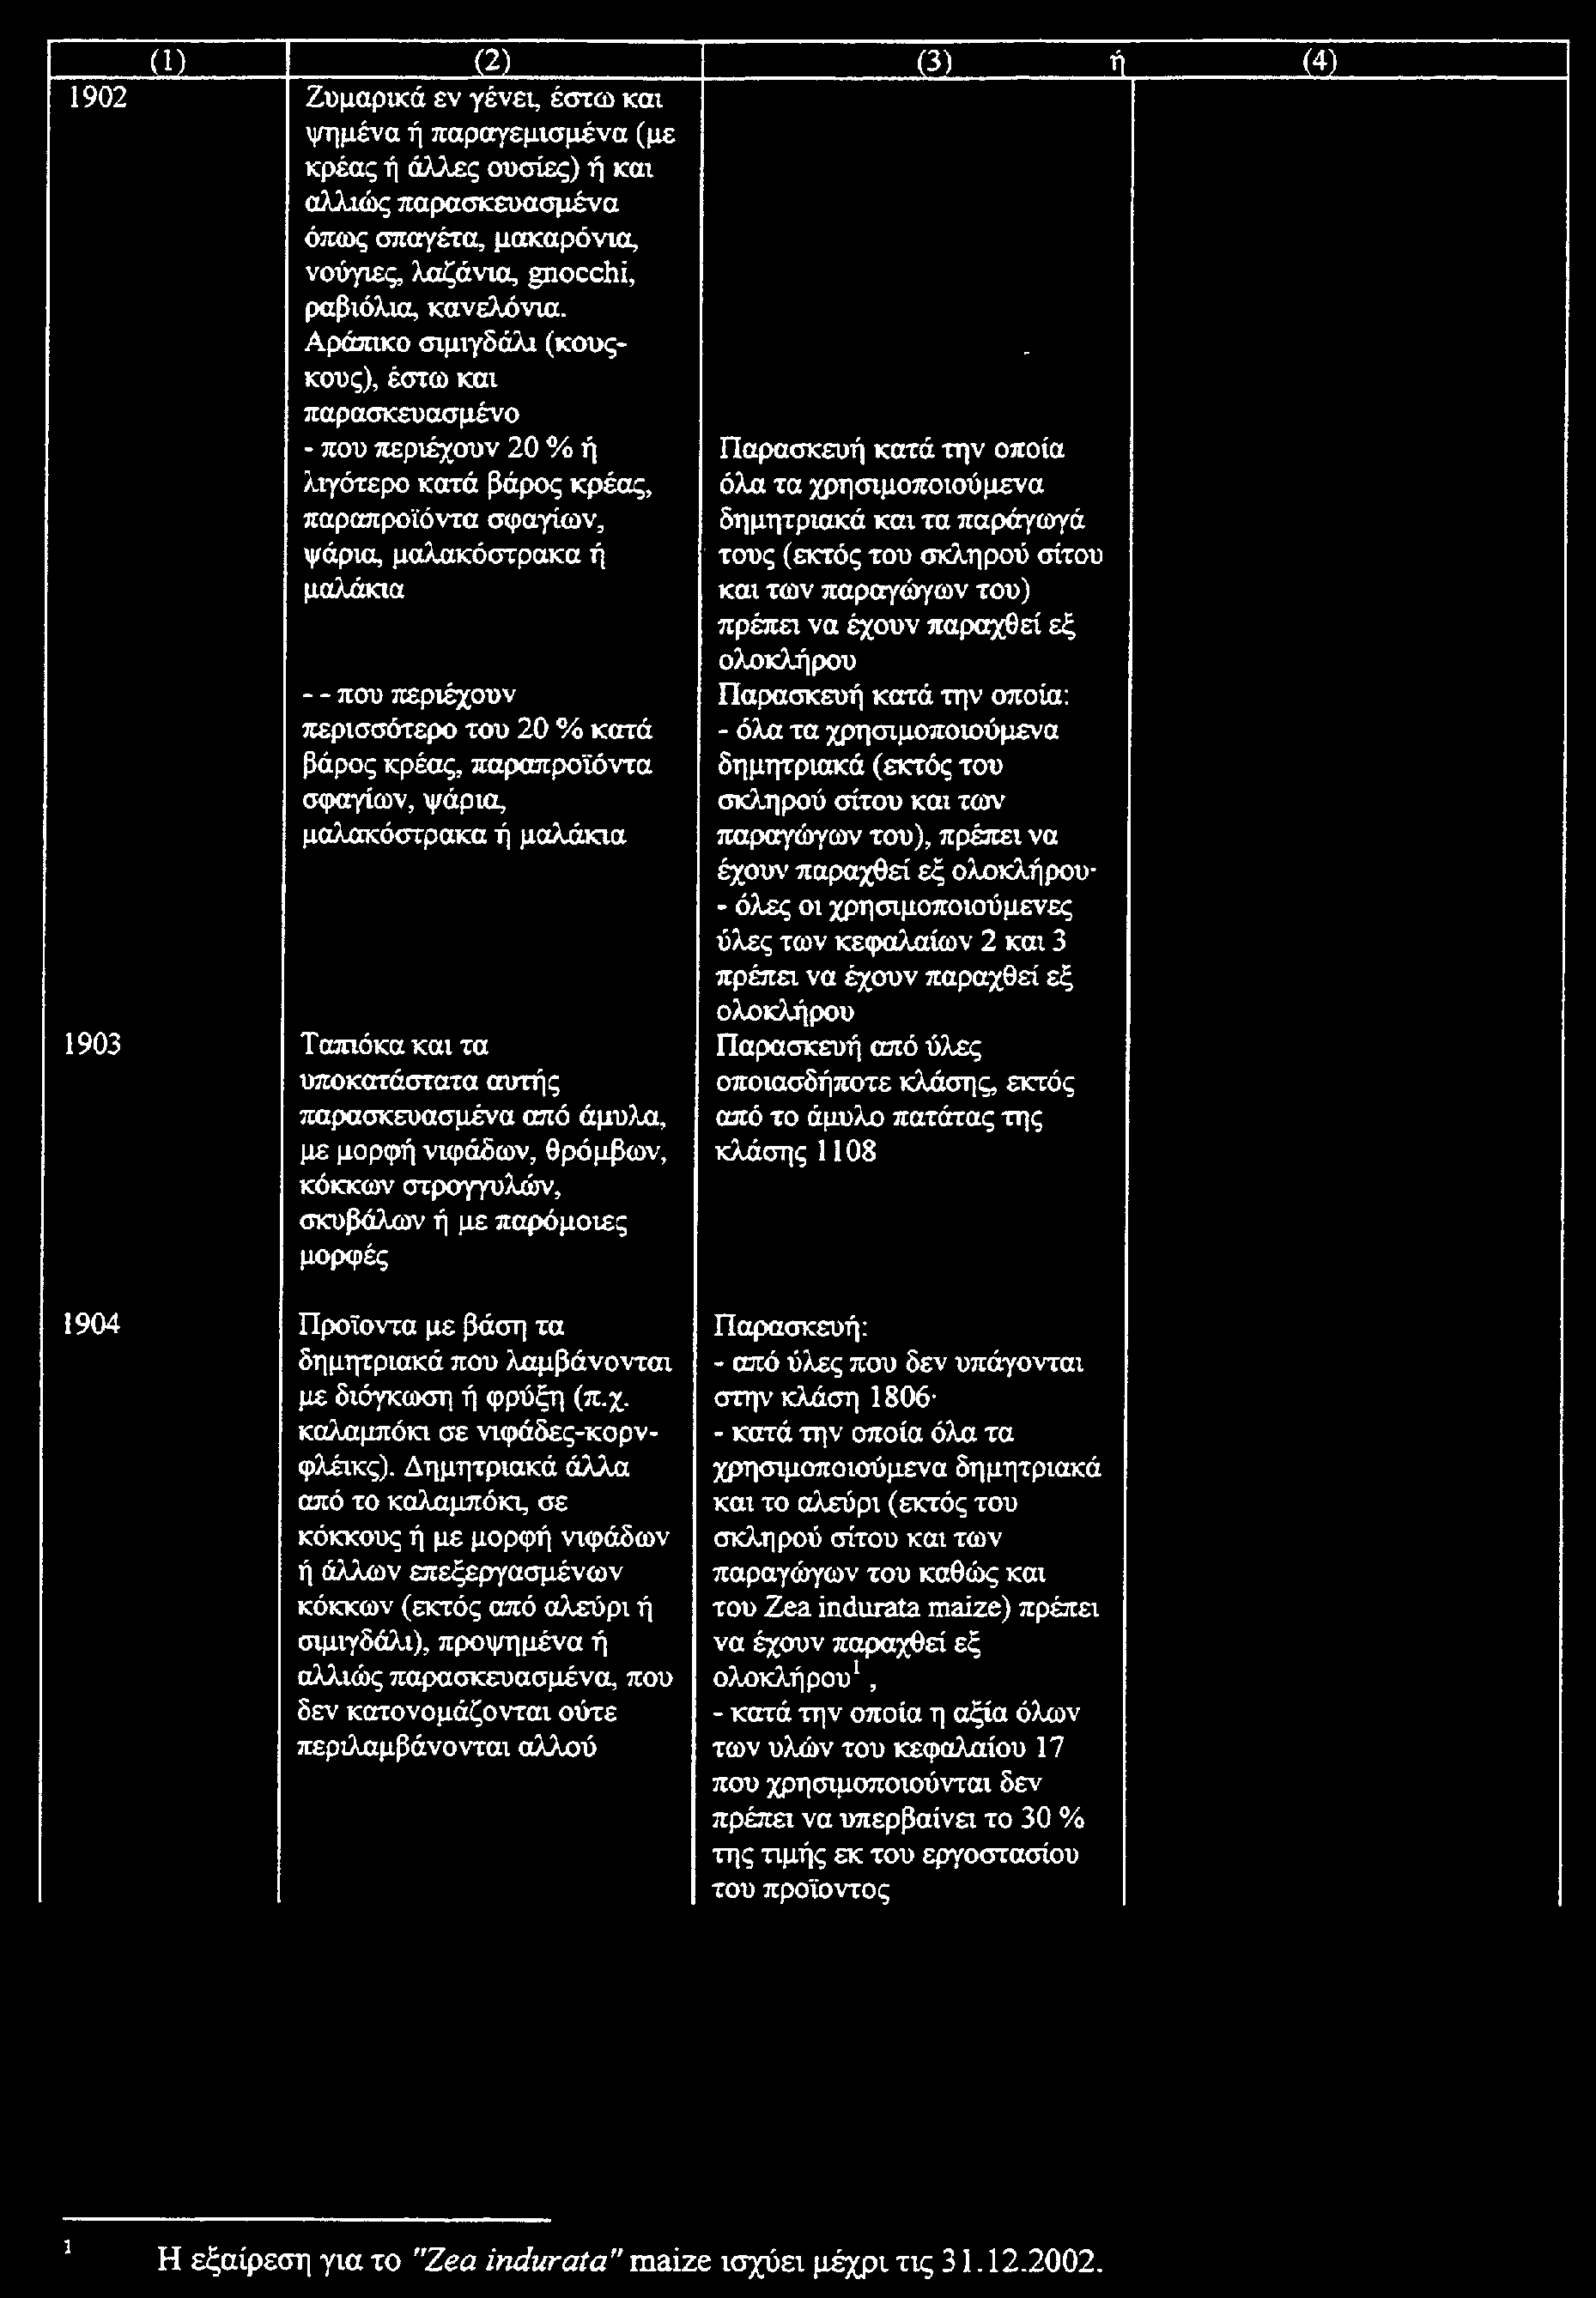 (1) (2) (3) ή (4)
1902
Ζυμαρικά εν γένει, έστω και
ψημένα ή παραγεμισμένα (με
κρέας ή άλλες ουσίες) ή και
αλλιώς παρασκευασμένα
όπως σπαγέτα, μακαρόνια,
νούγιες, λαζάνια, gnocchi,
ραβιόλια, κανελόνια.
Αράπικο σιμιγδάλι (κους-
κους), έστω και
παρασκευασμένο
- που περιέχουν 20 % ή
λιγότερο κατά βάρος κρέας,
παραπροϊόντα σφαγίων,
ψάρια, μαλακόστρακα ή
μαλάκια
Παρασκευή κατά την οποία
όλα τα χρησιμοποιούμενα
δημητριακά και τα παράγωγά
τους (εκτός του σκληρού σίτου
και των παραγώγων του)
πρέπει να έχουν παραχθεί εξ
ολοκλήρου
- - που περιέχουν
περισσότερο του 20 % κατά
βάρος κρέας, παραπροϊόντα
σφαγίων, ψάρια,
μαλακόστρακα ή μαλάκια
Παρασκευή κατά την οποία:
- όλα τα χρησιμοποιούμενα
δημητριακά (εκτός του
σκληρού σίτου και των
παραγώγων του), πρέπει να
έχουν παραχθεί εξ ολοκλήρου·
- όλες οι χρησιμοποιούμενες
ύλες των κεφαλαίων 2 και 3
πρέπει να έχουν παραχθεί εξ
ολοκλήρου
1903
Ταπιόκα και τα
υποκατάστατα αυτής
παρασκευασμένα από άμυλα,
με μορφή νιφάδων, θρόμβων,
κόκκων στρογγυλών,
σκυβάλων ή με παρόμοιες
μορφές
Παρασκευή από ύλες
οποιασδήποτε κλάσης, εκτός
από το άμυλο πατάτας της
κλάσης 1108
1904
Προϊοντα με βάση τα
δημητριακά που λαμβάνονται
με διόγκωση ή φρύξη (π.χ.
καλαμπόκι σε νιφάδες-κορν-
φλέικς). Δημητριακά άλλα
από το καλαμπόκι, σε
κόκκους ή με μορφή νιφάδων
ή άλλων επεξεργασμένων
κόκκων (εκτός από αλεύρι ή
σιμιγδάλι), προψημένα ή
αλλιώς παρασκευασμένα, που
δεν κατονομάζονται ούτε
περιλαμβάνονται αλλού
Παρασκευή:
- από ύλες που δεν υπάγονται
στην κλάση 1806·
- κατά την οποία όλα τα
χρησιμοποιούμενα δημητριακά
και το αλεύρι (εκτός του
σκληρού σίτου και των
παραγώγων του καθώς και
του Zea indurata maize) πρέπει
να έχουν παραχθεί εξ
ολοκλήρου¹ ,
- κατά την οποία η αξία όλων
των υλών του κεφαλαίου 17
που χρησιμοποιούνται δεν
πρέπει να υπερβαίνει το 30 %
της τιμής εκ του εργοστασίου
του προϊοντος
¹ Η εξαίρεση για το "Zea indurata" maize ισχύει μέχρι τις 31.12.2002.